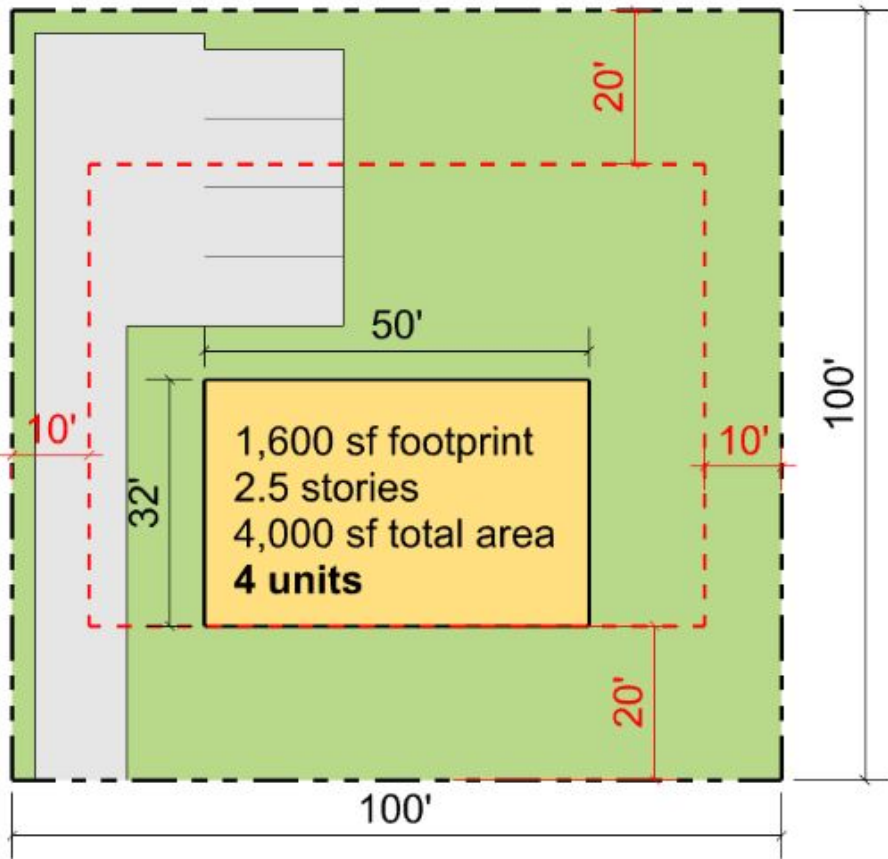 20'
50'
100'
10'
10'
32'
1,600 sf footprint
2.5 stories
4,000 sf total area
4 units
20'
100'